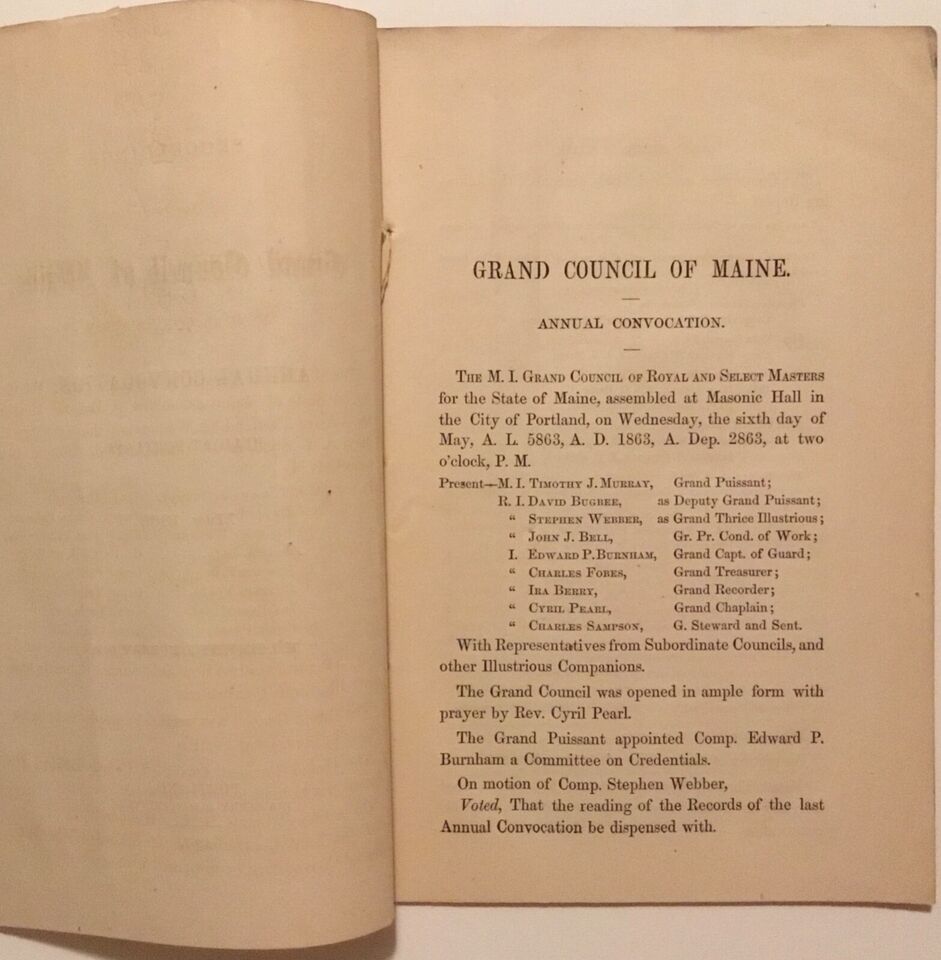 GRAND COUNCIL OF MAINE.
ANNUAL CONVOCATION.
THE M. I. GRAND COUNCIL OF ROYAL AND SELECT MASTERS
for the State of Maine, assembled at Masonic Hall in
the City of Portland, on Wednesday, the sixth day of
May, A. L. 5863, A. D. 1863, A. Dep. 2863, at two
o'clock, P. M.
Present—M. I. TIMOTHY J. MURRAY, Grand Puissant;
R. I. DAVID BUGBEE, as Deputy Grand Puissant;
“ STEPHEN WEBBER, as Grand Thrice Illustrious;
“ JOHN J. BELL, Gr. Pr. Cond. of Work;
I. EDWARD P. BURNHAM, Grand Capt. of Guard;
“ CHARLES FOBES, Grand Treasurer;
“ IRA BERRY, Grand Recorder;
“ CYRIL PEARL, Grand Chaplain;
“ CHARLES SAMPSON, G. Steward and Sent.
With Representatives from Subordinate Councils, and
other Illustrious Companions.
The Grand Council was opened in ample form with
prayer by Rev. Cyril Pearl.
The Grand Puissant appointed Comp. Edward P.
Burnham a Committee on Credentials.
On motion of Comp. Stephen Webber,
Voted, That the reading of the Records of the last
Annual Convocation be dispensed with.